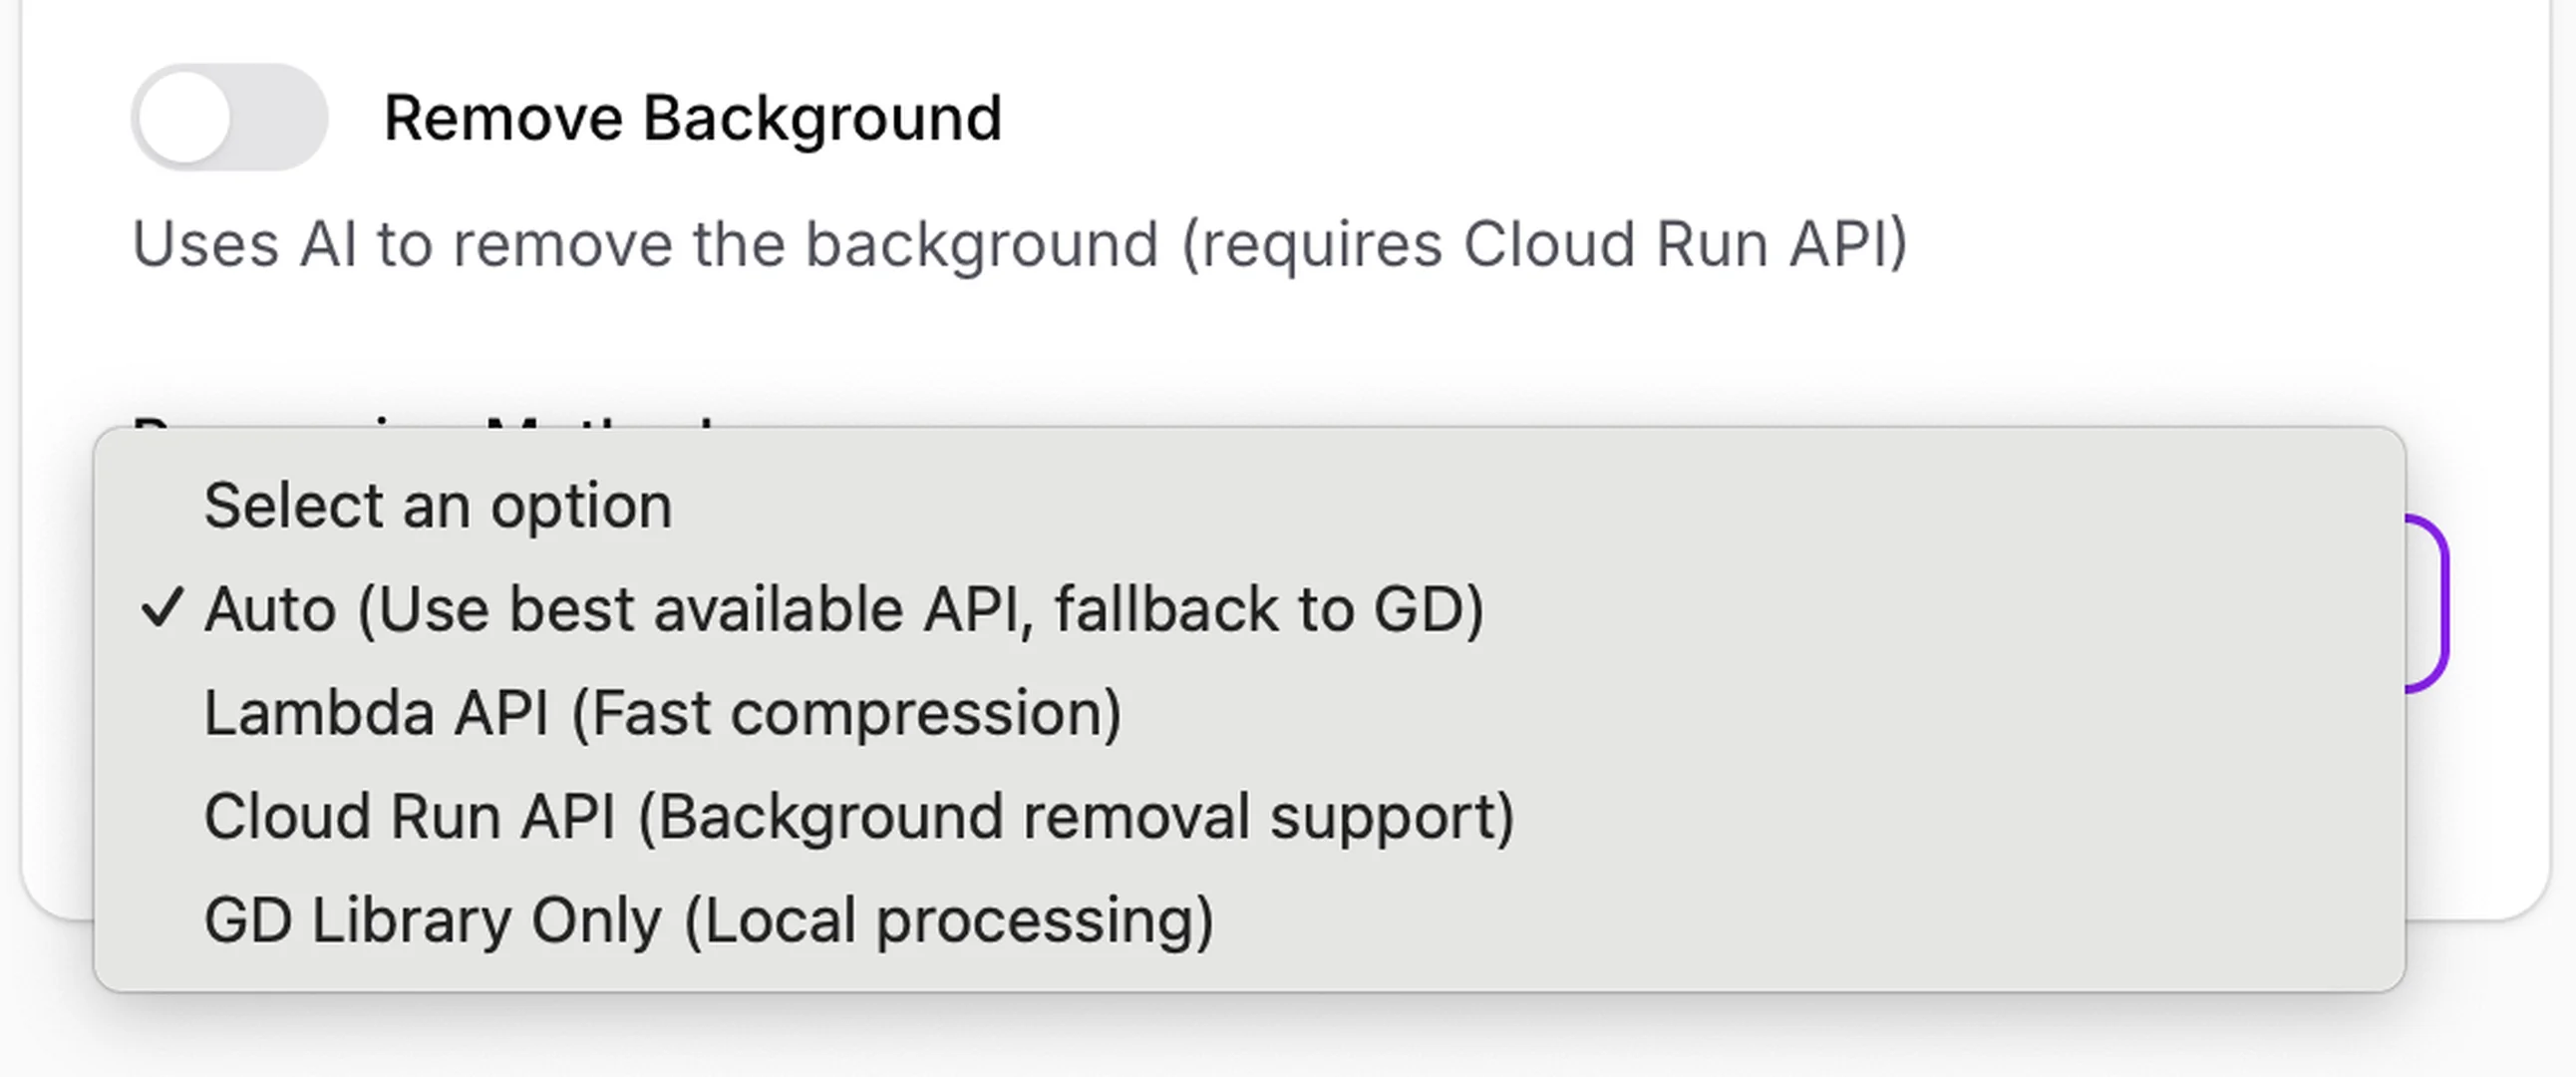 Remove Background
Uses AI to remove the background (requires Cloud Run API)
Select an option
✓ Auto (Use best available API, fallback to GD)
Lambda API (Fast compression)
Cloud Run API (Background removal support)
GD Library Only (Local processing)